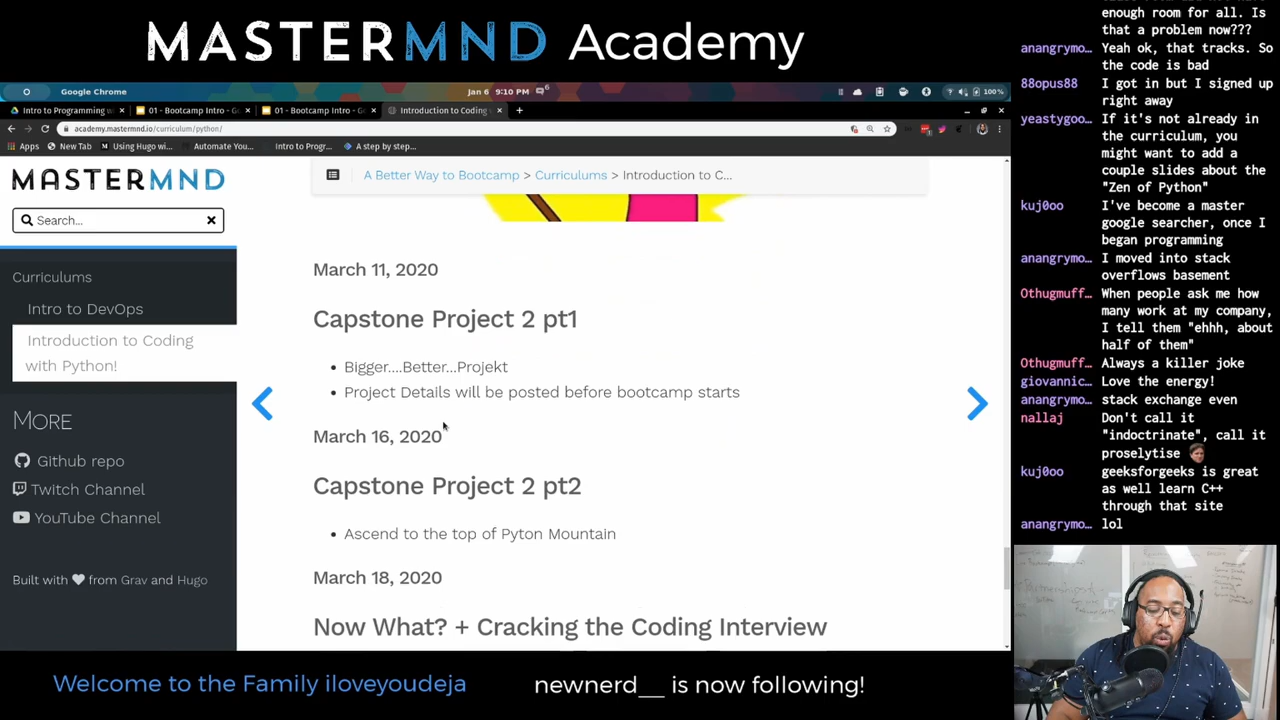 MASTERMND Academy
Google Chrome
Jan 6 9:10 PM
6
100%
Intro to Programming w
01 - Bootcamp Intro - G
01 - Bootcamp Intro - G
Introduction to Coding
academy.mastermnd.io/curriculum/python/
Apps
New Tab
Using Hugo wi...
Automate You...
Intro to Progr...
A step by step...
MASTERMND
Search...
Curriculums
Intro to DevOps
Introduction to Coding
with Python!
MORE
Github repo
Twitch Channel
YouTube Channel
Built with from Grav and Hugo
A Better Way to Bootcamp > Curriculums > Introduction to C...
March 11, 2020
Capstone Project 2 pt1
• Bigger....Better...Projekt
• Project Details will be posted before bootcamp starts
March 16, 2020
Capstone Project 2 pt2
• Ascend to the top of Pyton Mountain
March 18, 2020
Now What? + Cracking the Coding Interview
enough room for all. Is
that a problem now???
anangrymo… Yeah ok, that tracks. So
the code is bad
88opus88 I got in but I signed up
right away
yeastygoo… If it's not already in
the curriculum, you
might want to add a
couple slides about the
"Zen of Python"
kuj0oo I've become a master
google searcher, once I
began programming
anangrymo… I moved into stack
overflows basement
Othugmuff… When people ask me how
many work at my company,
I tell them "ehhh, about
half of them"
Othugmuff… Always a killer joke
giovannic… Love the energy!
anangrymo… stack exchange even
nallaj Don't call it
"indoctrinate", call it
proselytise
kuj0oo geeksforgeeks is great
as well learn C++
through that site
anangrymo… lol
Welcome to the Family iloveyoudeja
newnerd__ is now following!